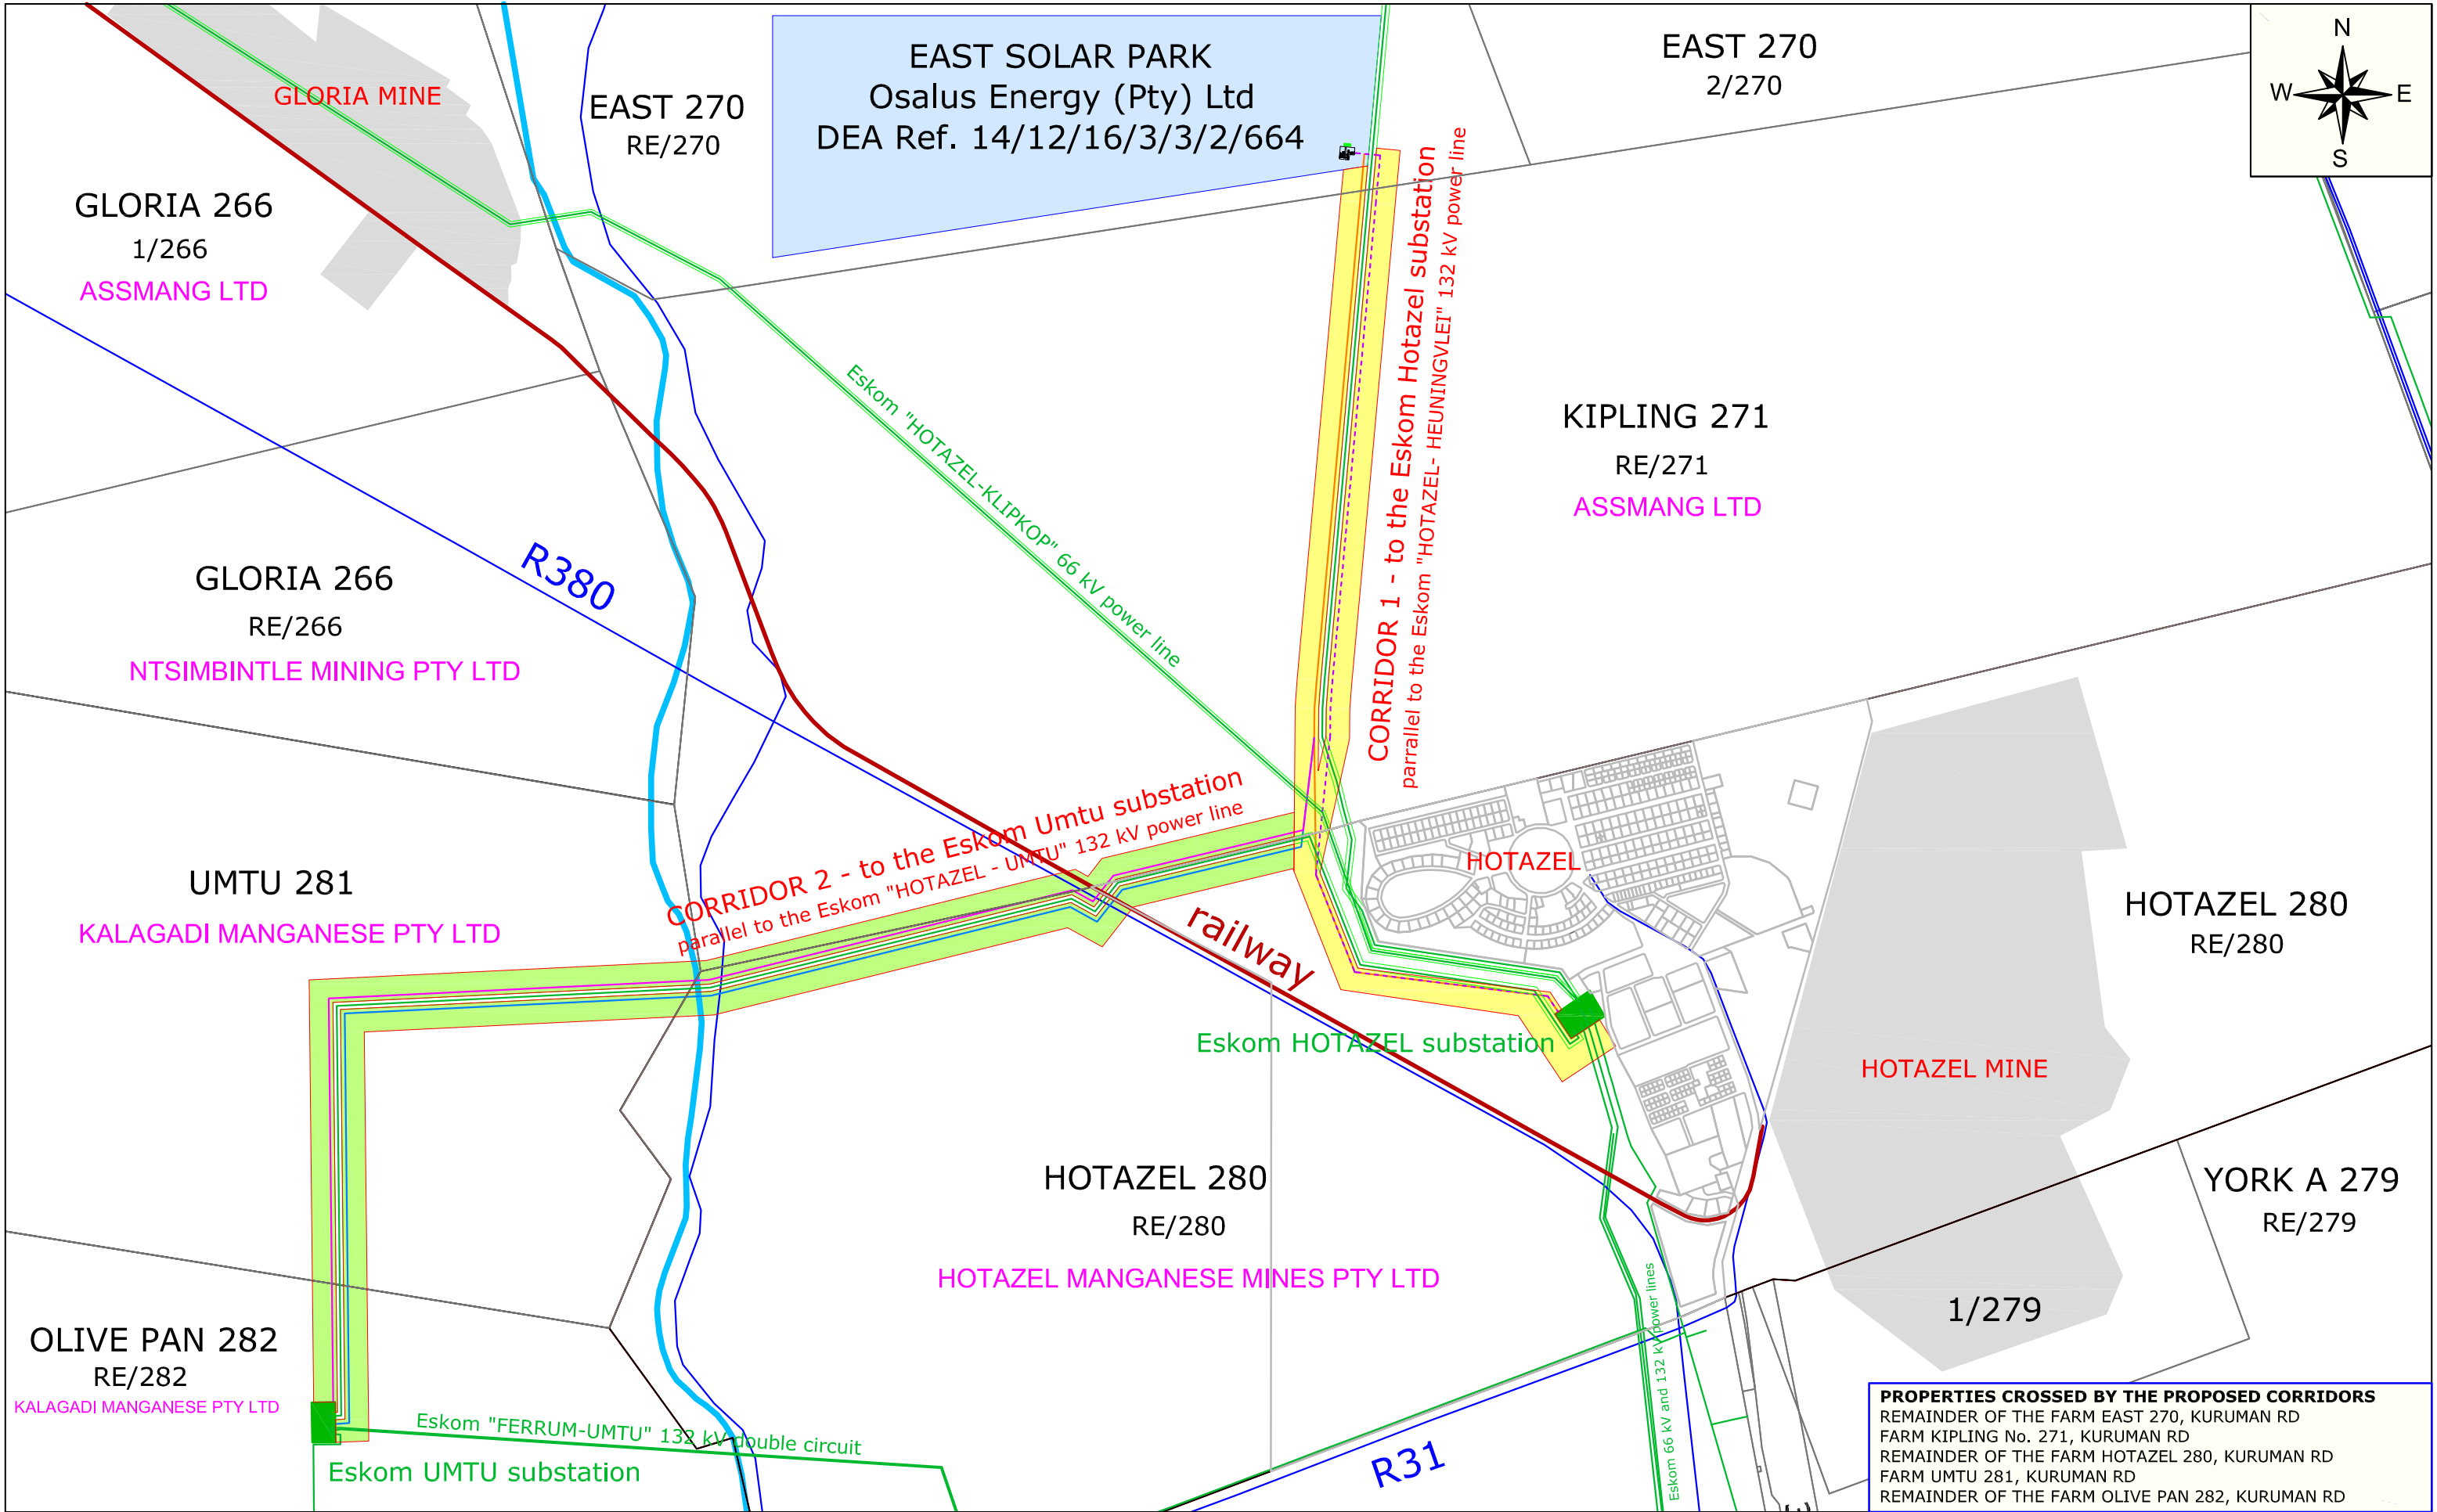 EAST SOLAR PARK
Osalus Energy (Pty) Ltd
DEA Ref. 14/12/16/3/3/2/664
EAST 270
2/270
N
W
E
S
GLORIA MINE
EAST 270
RE/270
GLORIA 266
1/266
ASSMANG LTD
CORRIDOR 1 - to the Eskom Hotazel substation
parrallel to the Eskom "HOTAZEL- HEUNINGVLEI" 132 kV power line
Eskom "HOTAZEL-KLIPKOP" 66 kV power line
KIPLING 271
RE/271
ASSMANG LTD
R380
GLORIA 266
RE/266
NTSIMBINTLE MINING PTY LTD
CORRIDOR 2 - to the Eskom Umtu substation
parallel to the Eskom "HOTAZEL - UMTU" 132 kV power line
HOTAZEL
UMTU 281
KALAGADI MANGANESE PTY LTD
HOTAZEL 280
RE/280
railway
Eskom HOTAZEL substation
HOTAZEL MINE
HOTAZEL 280
RE/280
HOTAZEL MANGANESE MINES PTY LTD
YORK A 279
RE/279
1/279
OLIVE PAN 282
RE/282
KALAGADI MANGANESE PTY LTD
Eskom "FERRUM-UMTU" 132 kV double circuit
Eskom UMTU substation
R31
Eskom 66 kV and 132 kV power lines
PROPERTIES CROSSED BY THE PROPOSED CORRIDORS
REMAINDER OF THE FARM EAST 270, KURUMAN RD
FARM KIPLING No. 271, KURUMAN RD
REMAINDER OF THE FARM HOTAZEL 280, KURUMAN RD
FARM UMTU 281, KURUMAN RD
REMAINDER OF THE FARM OLIVE PAN 282, KURUMAN RD